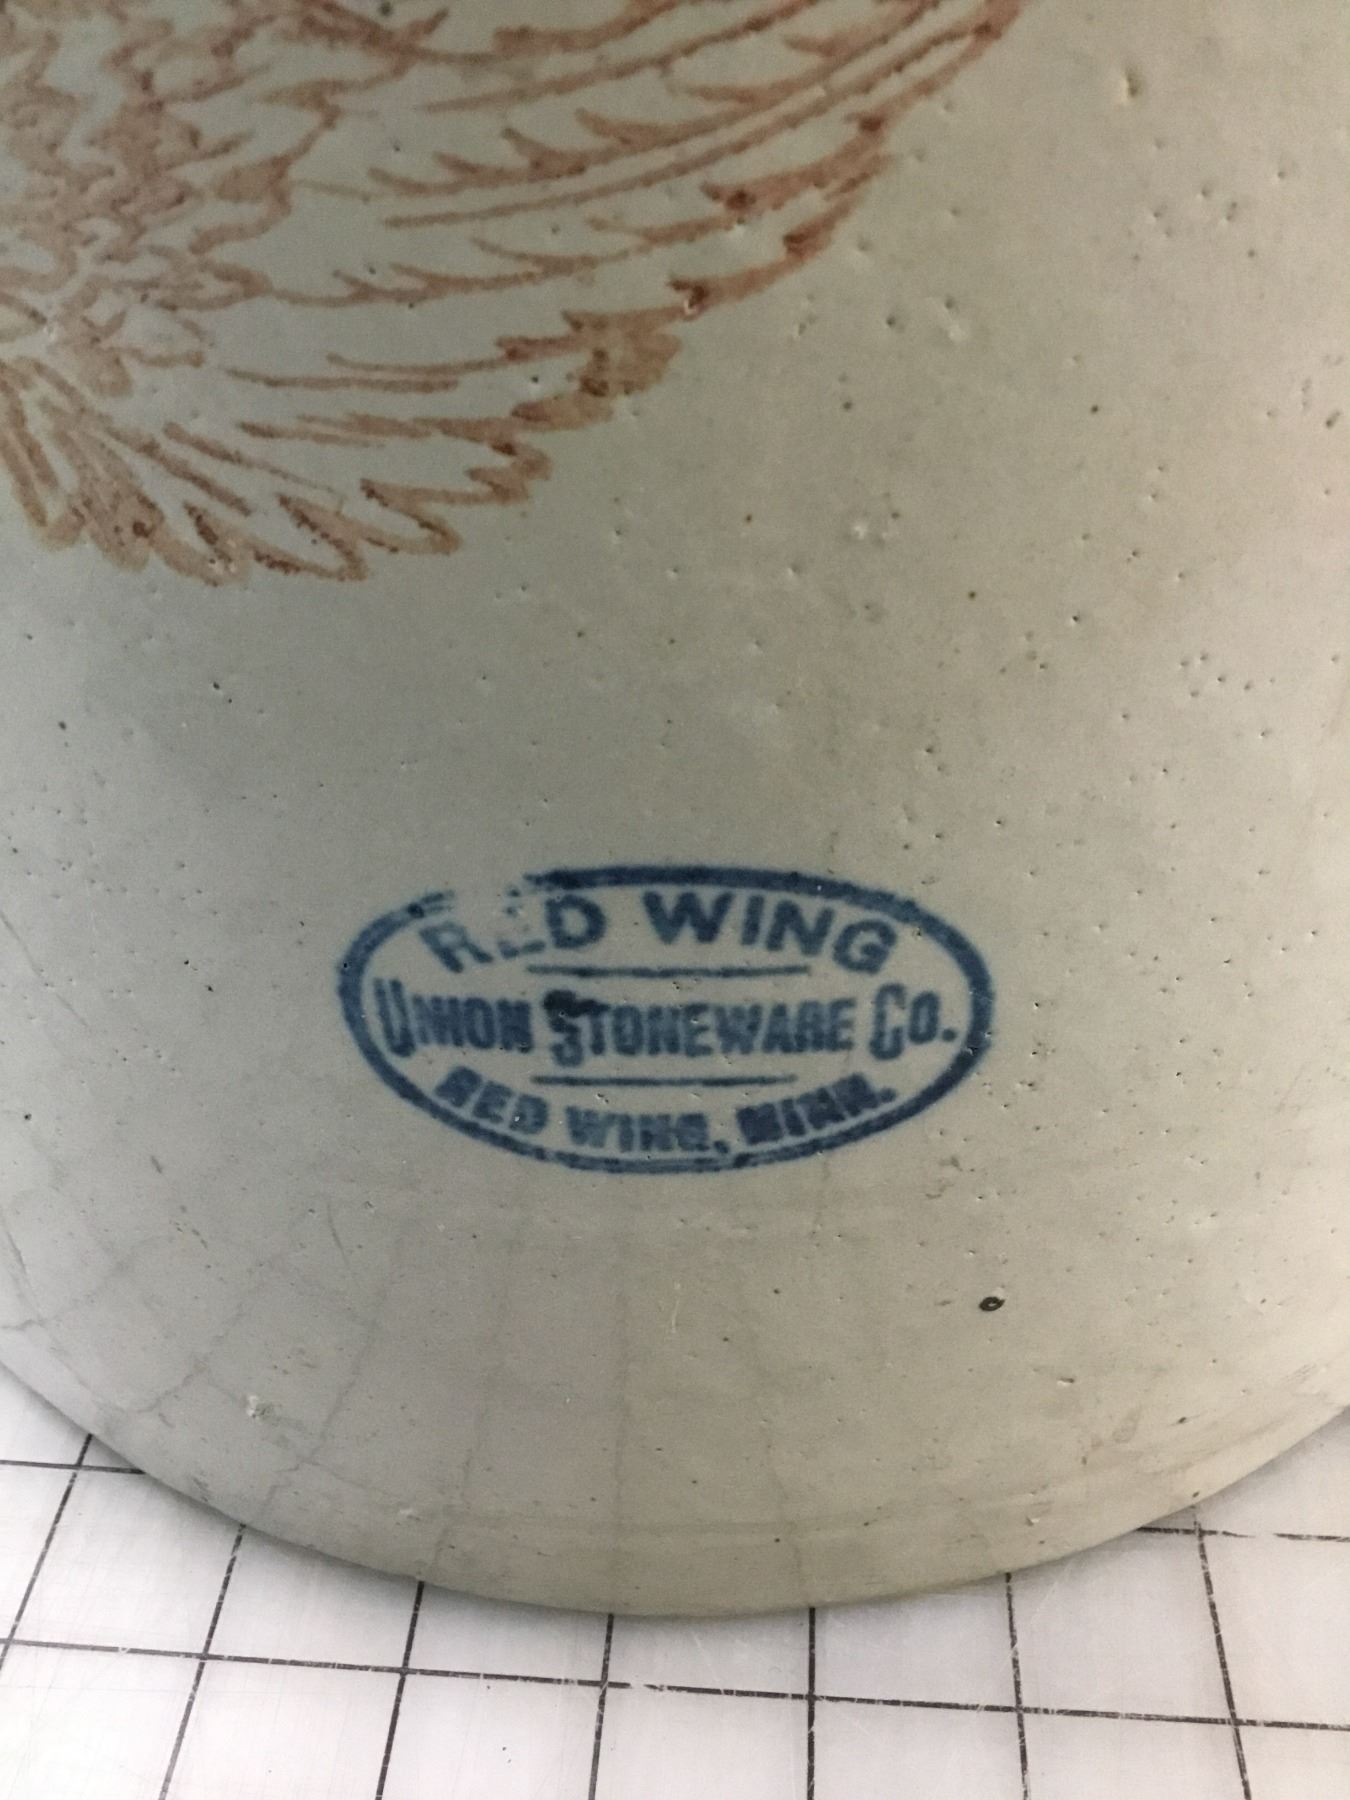 RED WING
UNION STONEWARE CO.
RED WING, MINN.